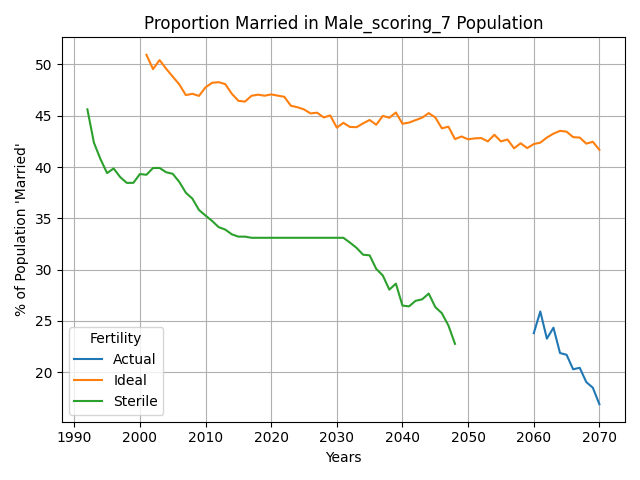 Proportion Married in Male_scoring_7 Population
% of Population 'Married'
50
45
40
35
30
25
20
Fertility
Actual
Ideal
Sterile
1990 2000 2010 2020 2030 2040 2050 2060 2070
Years